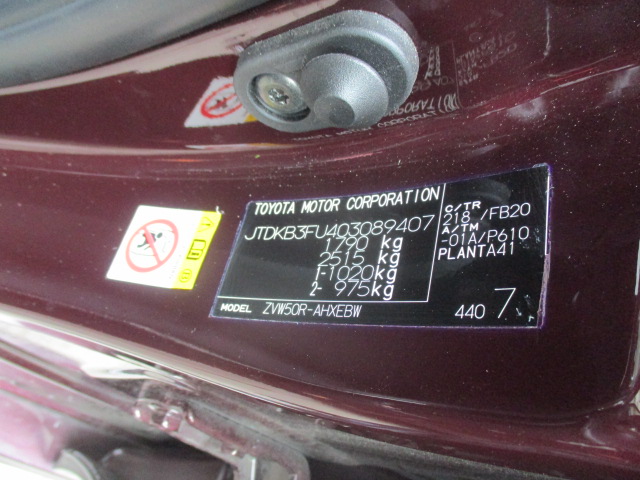 TOYOTA MOTOR CORPORATION
JTDKB3FU403089407
1790 kg
2515 kg
1-1020kg
2- 975kg
MODEL ZVW50R-AHXEBW
C/TR
218 /FB20
A/TM
-01A/P610
PLANTA41
440 7